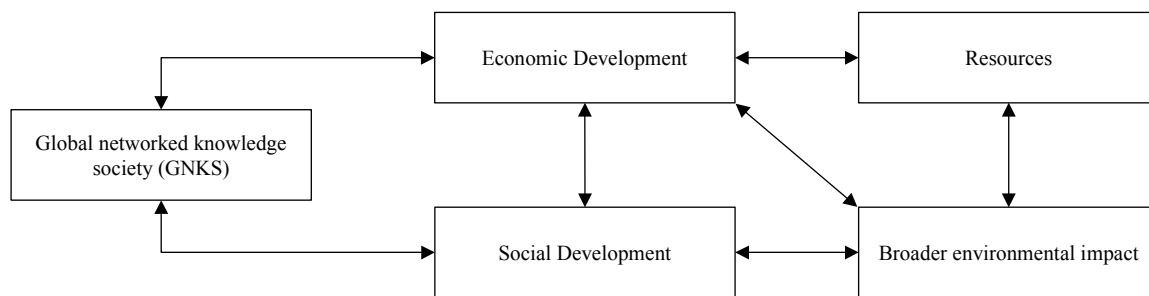 Economic Development
Resources
Global networked knowledge
society (GNKS)
Social Development
Broader environmental impact